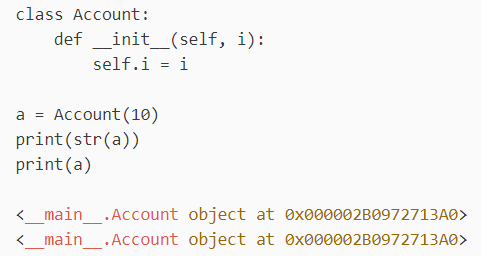 class Account:
    def __init__(self, i):
        self.i = i

a = Account(10)
print(str(a))
print(a)

<__main__.Account object at 0x000002B0972713A0>
<__main__.Account object at 0x000002B0972713A0>